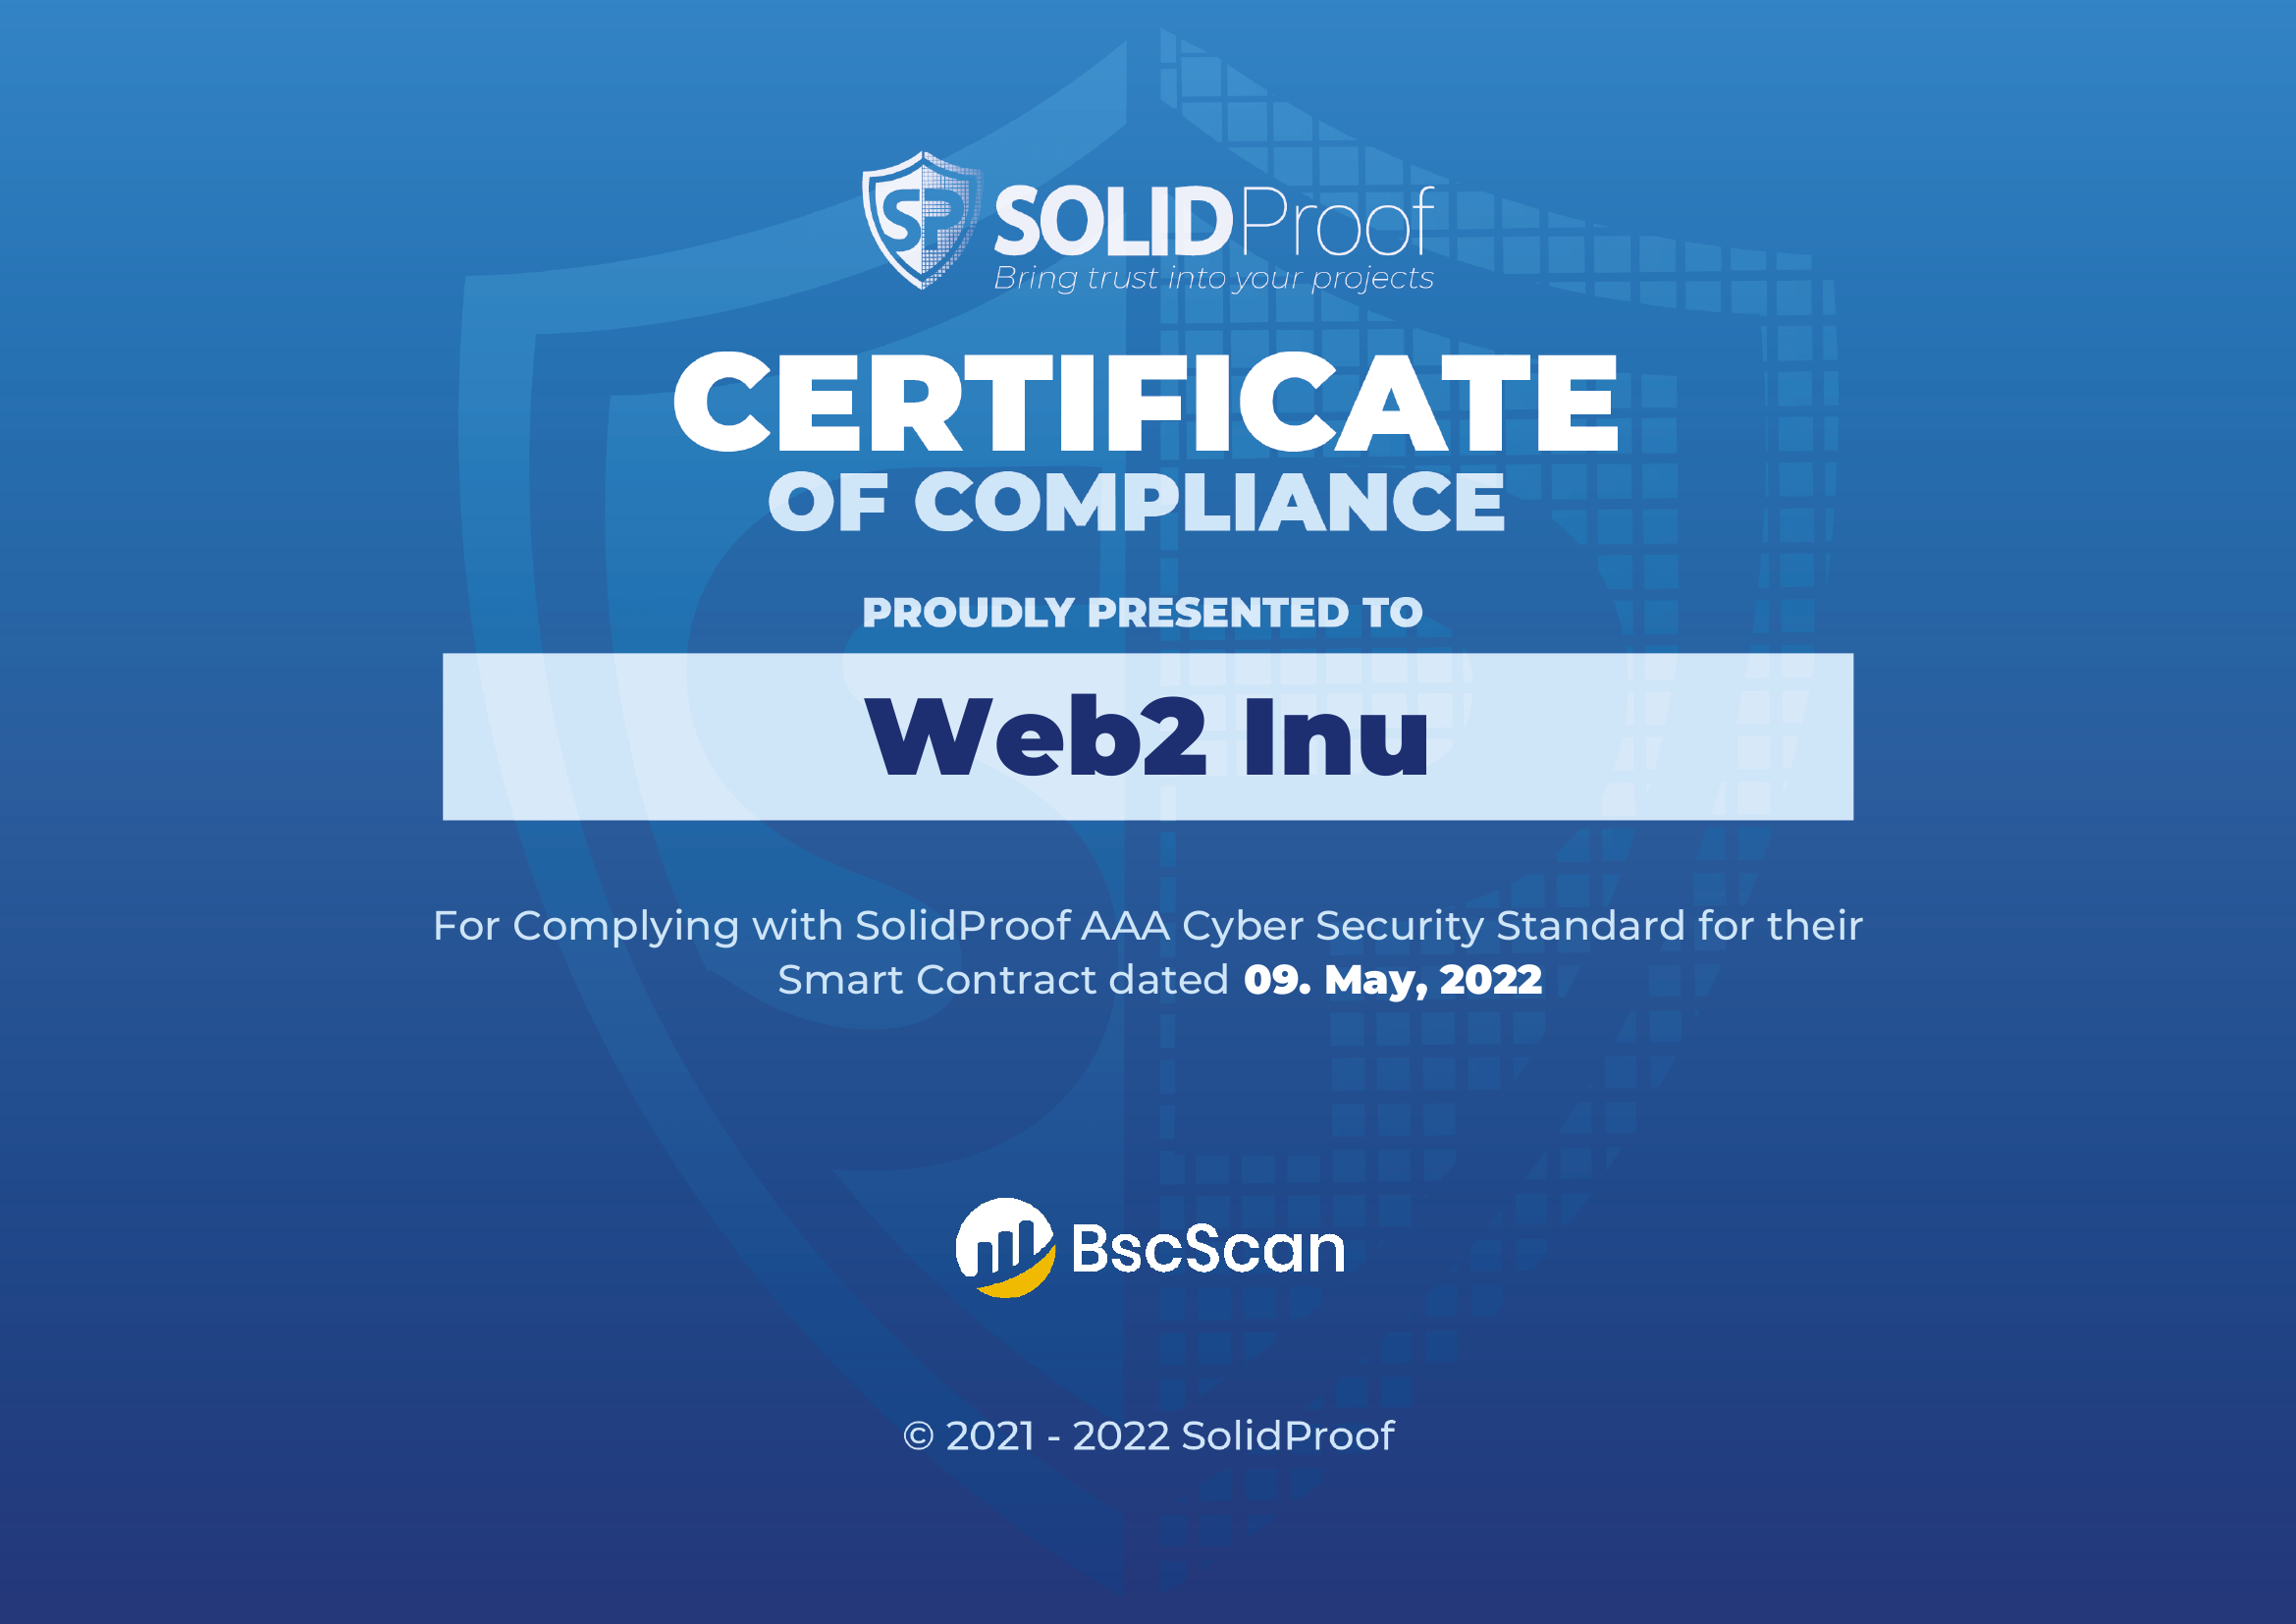 SP SOLIDProof
Bring trust into your projects
CERTIFICATE
OF COMPLIANCE
PROUDLY PRESENTED TO
Web2 Inu
For Complying with SolidProof AAA Cyber Security Standard for their
Smart Contract dated 09. May, 2022
BscScan
© 2021 - 2022 SolidProof